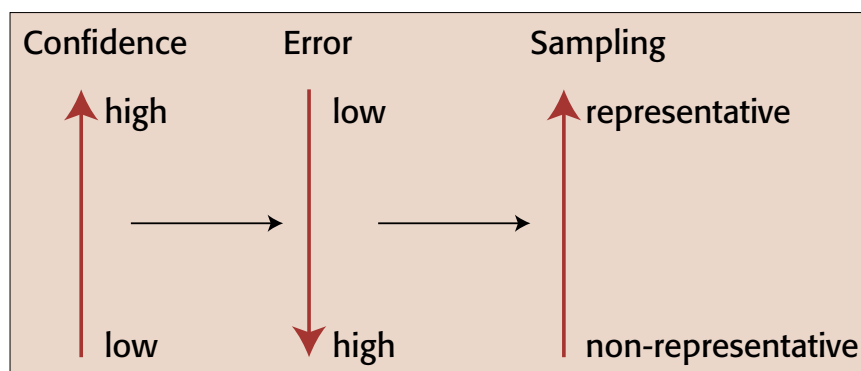 Confidence Error Sampling
high low representative
low high non-representative